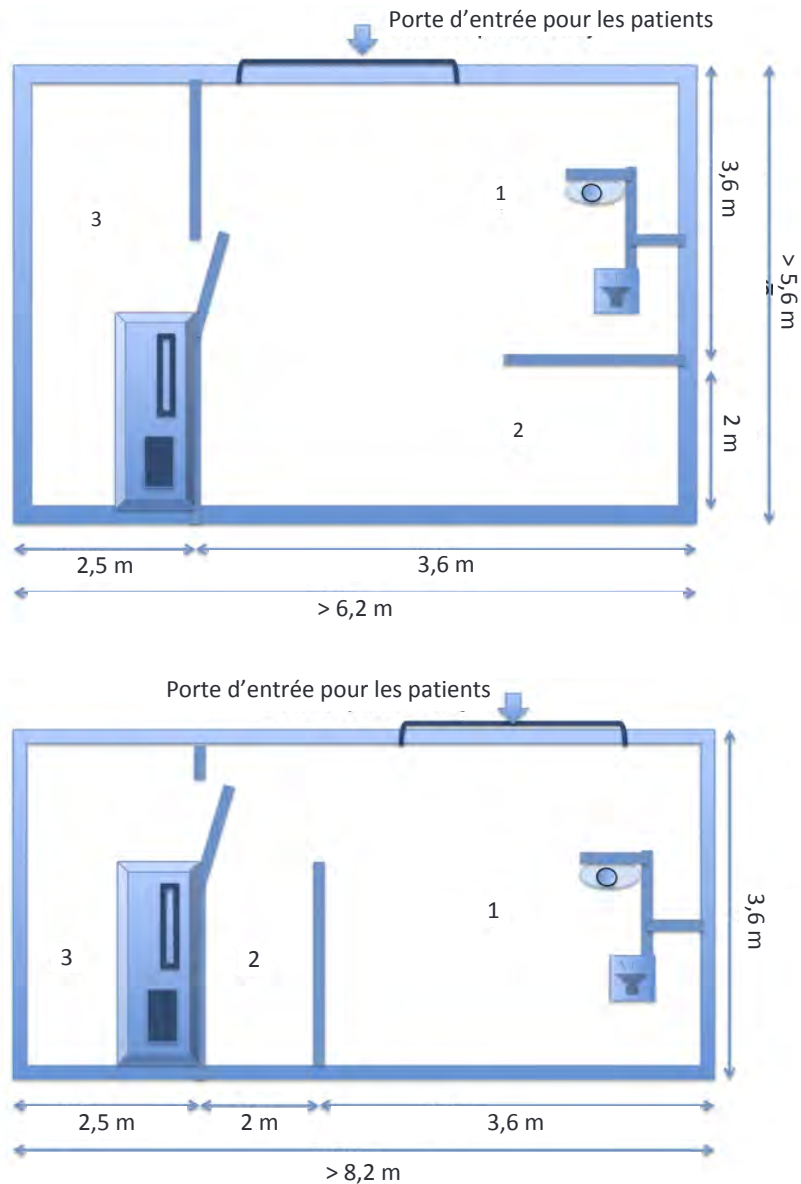 Porte d’entrée pour les patients
3
1
2
3,6 m
> 5,6 m
2 m
2,5 m
3,6 m
> 6,2 m
Porte d’entrée pour les patients
3
2
1
3,6 m
2,5 m
2 m
3,6 m
> 8,2 m